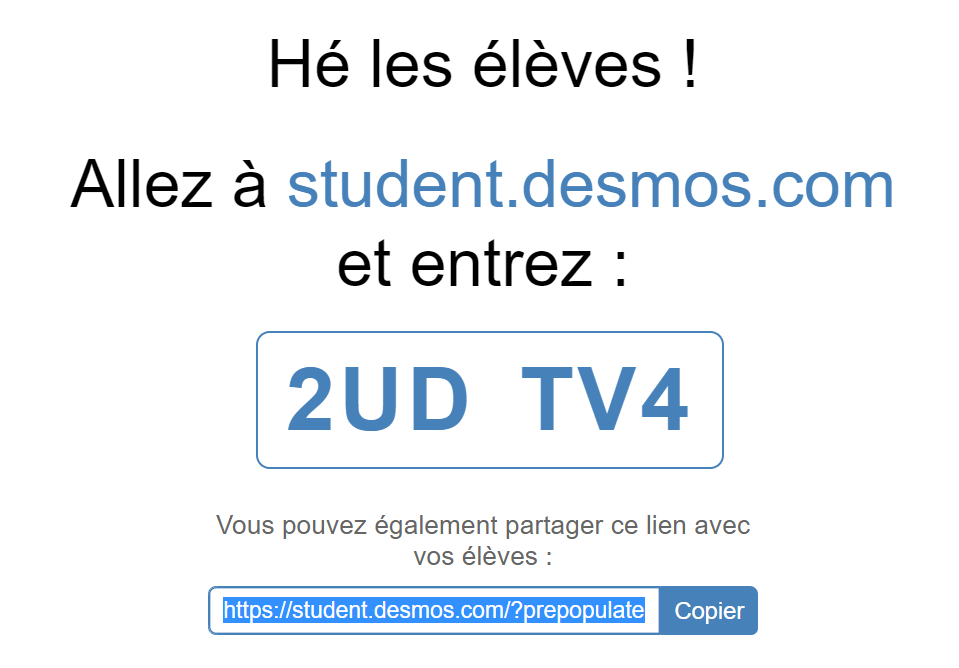 Hé les élèves !
Allez à student.desmos.com
et entrez :
2UD TV4
Vous pouvez également partager ce lien avec
vos élèves :
https://student.desmos.com/?prepopulate
Copier